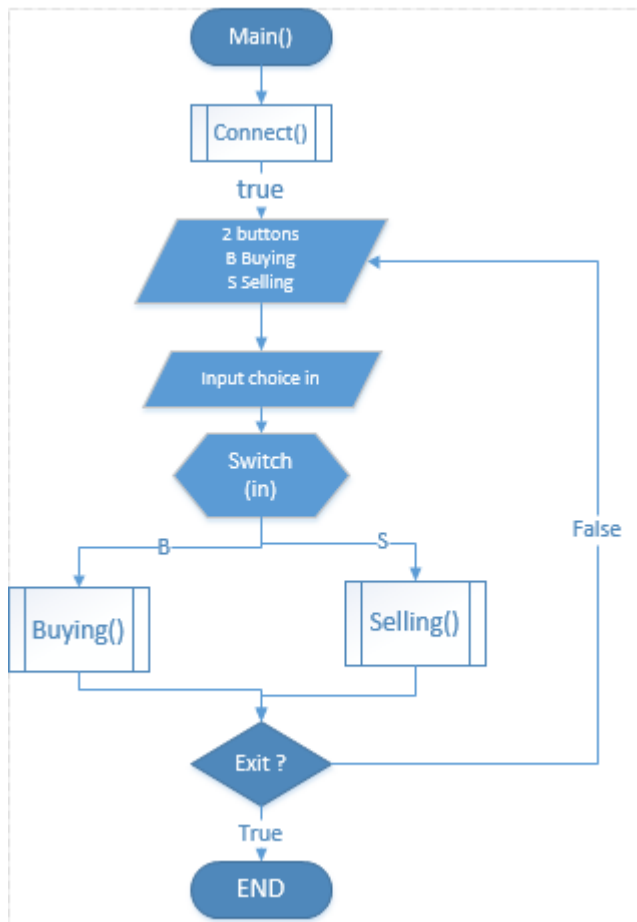 Main()
Connect()
true
2 buttons
B Buying
S Selling
Input choice in
Switch
(in)
B
S
False
Buying()
Selling()
Exit ?
True
END